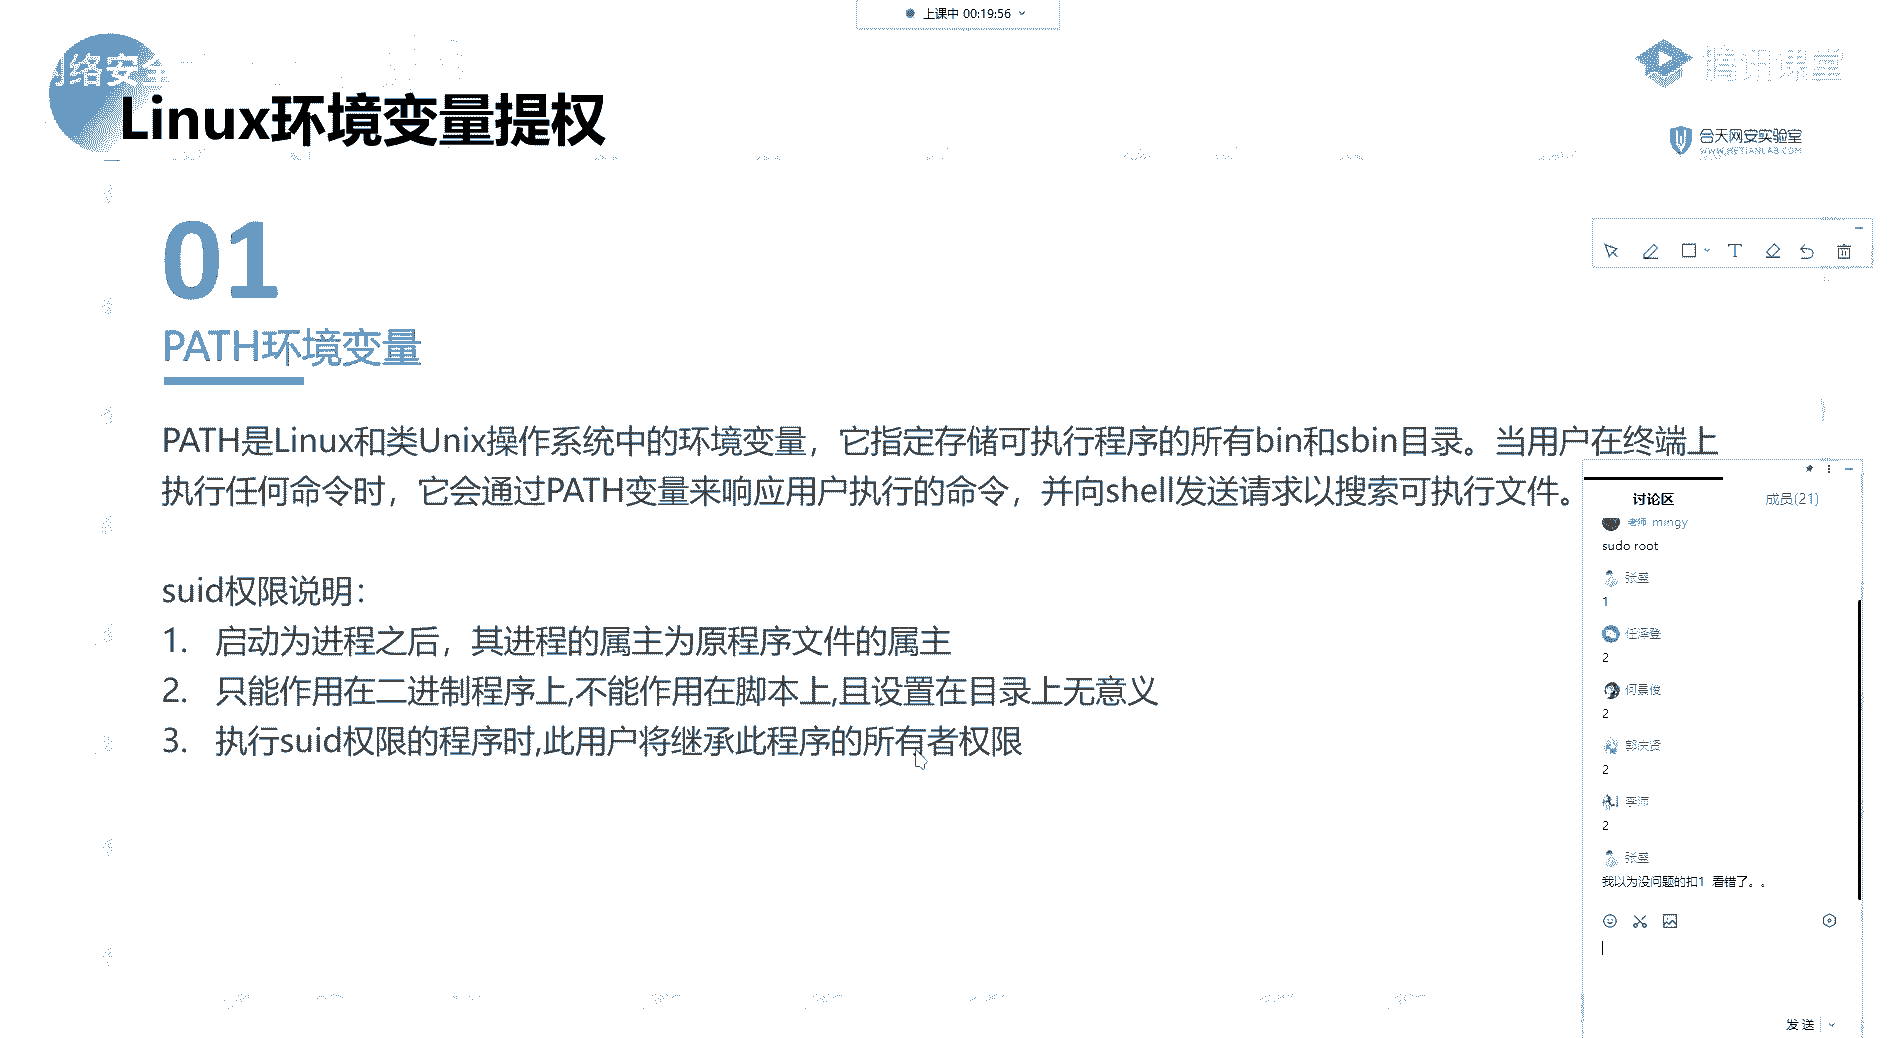 上课中 00:19:56
网络安全
腾讯课堂
Linux环境变量提权
合天网安实验室
WWW.HETIANLAB.COM
01
PATH环境变量
PATH是Linux和类Unix操作系统中的环境变量，它指定存储可执行程序的所有bin和sbin目录。当用户在终端上
执行任何命令时，它会通过PATH变量来响应用户执行的命令，并向shell发送请求以搜索可执行文件。
suid权限说明：
1. 启动为进程之后，其进程的属主为原程序文件的属主
2. 只能作用在二进制程序上,不能作用在脚本上,且设置在目录上无意义
3. 执行suid权限的程序时,此用户将继承此程序的所有者权限
讨论区 成员(21)
老师 mingy
sudo root
1
任泽登
2
何景俊
2
2
2
我以为没问题的扣1 看错了。。
发送